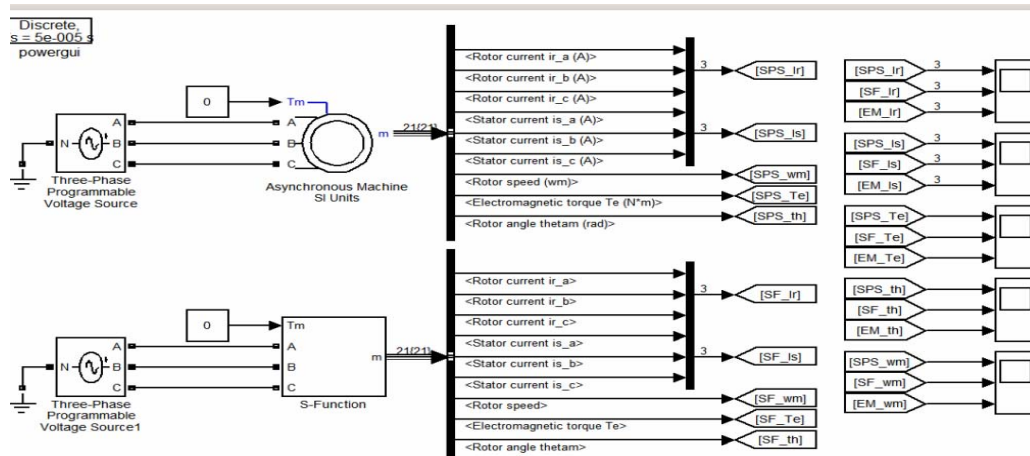 Discrete,
s = 5e-005 s
powergui
0
Tm
A
B
C
N
A
B
C
m
21{21}
Three-Phase
Programmable
Voltage Source
Asynchronous Machine
SI Units
<Rotor current ir_a (A)>
<Rotor current ir_b (A)>
<Rotor current ir_c (A)>
<Stator current is_a (A)>
<Stator current is_b (A)>
<Stator current is_c (A)>
<Rotor speed (wm)>
<Electromagnetic torque Te (N*m)>
<Rotor angle thetam (rad)>
3
[SPS_Ir]
3
[SPS_Is]
[SPS_wm]
[SPS_Te]
[SPS_th]
0
Tm
A
B
C
N
A
B
C
m
21{21}
Three-Phase
Programmable
Voltage Source1
S-Function
<Rotor current ir_a>
<Rotor current ir_b>
<Rotor current ir_c>
<Stator current is_a>
<Stator current is_b>
<Stator current is_c>
<Rotor speed>
<Electromagnetic torque Te>
<Rotor angle thetam>
3
[SF_Ir]
3
[SF_Is]
[SF_wm]
[SF_Te]
[SF_th]
[SPS_Ir]
3
[SF_Ir]
3
[EM_Ir]
3
[SPS_Is]
3
[SF_Is]
3
[EM_Is]
3
[SPS_Te]
[SF_Te]
[EM_Te]
[SPS_th]
[SF_th]
[EM_th]
[SPS_wm]
[SF_wm]
[EM_wm]